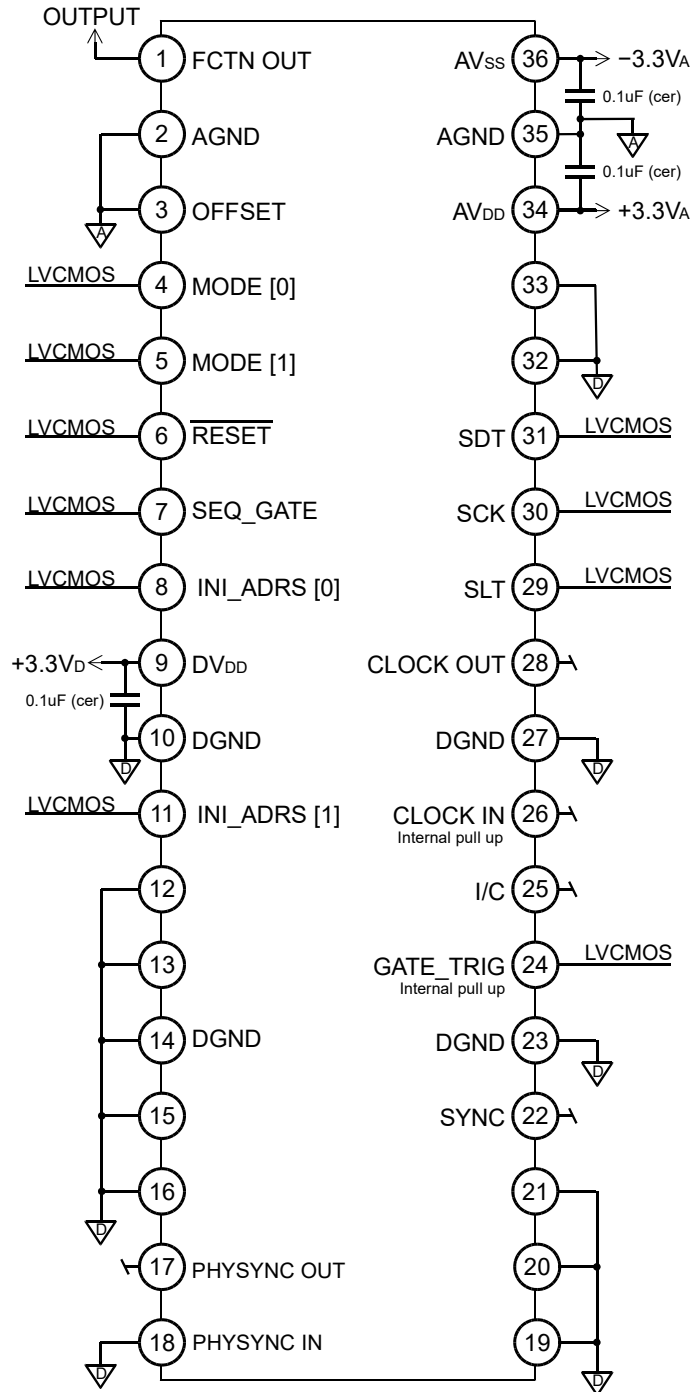 OUTPUT
1 FCTN OUT AVSS 36 −3.3VA
0.1uF (cer)
2 AGND AGND 35 A
0.1uF (cer)
3 OFFSET AVDD 34 +3.3VA
A
LVCMOS 4 MODE [0] 33
LVCMOS 5 MODE [1] 32
D
LVCMOS 6 RESET SDT 31 LVCMOS
LVCMOS 7 SEQ_GATE SCK 30 LVCMOS
LVCMOS 8 INI_ADRS [0] SLT 29 LVCMOS
+3.3VD 9 DVDD CLOCK OUT 28
0.1uF (cer)
10 DGND DGND 27
D D
LVCMOS 11 INI_ADRS [1] CLOCK IN 26
Internal pull up
12 I/C 25
13 GATE_TRIG 24 LVCMOS
Internal pull up
14 DGND DGND 23
D
15 SYNC 22
16 21
D
17 PHYSYNC OUT 20
18 PHYSYNC IN 19
D D